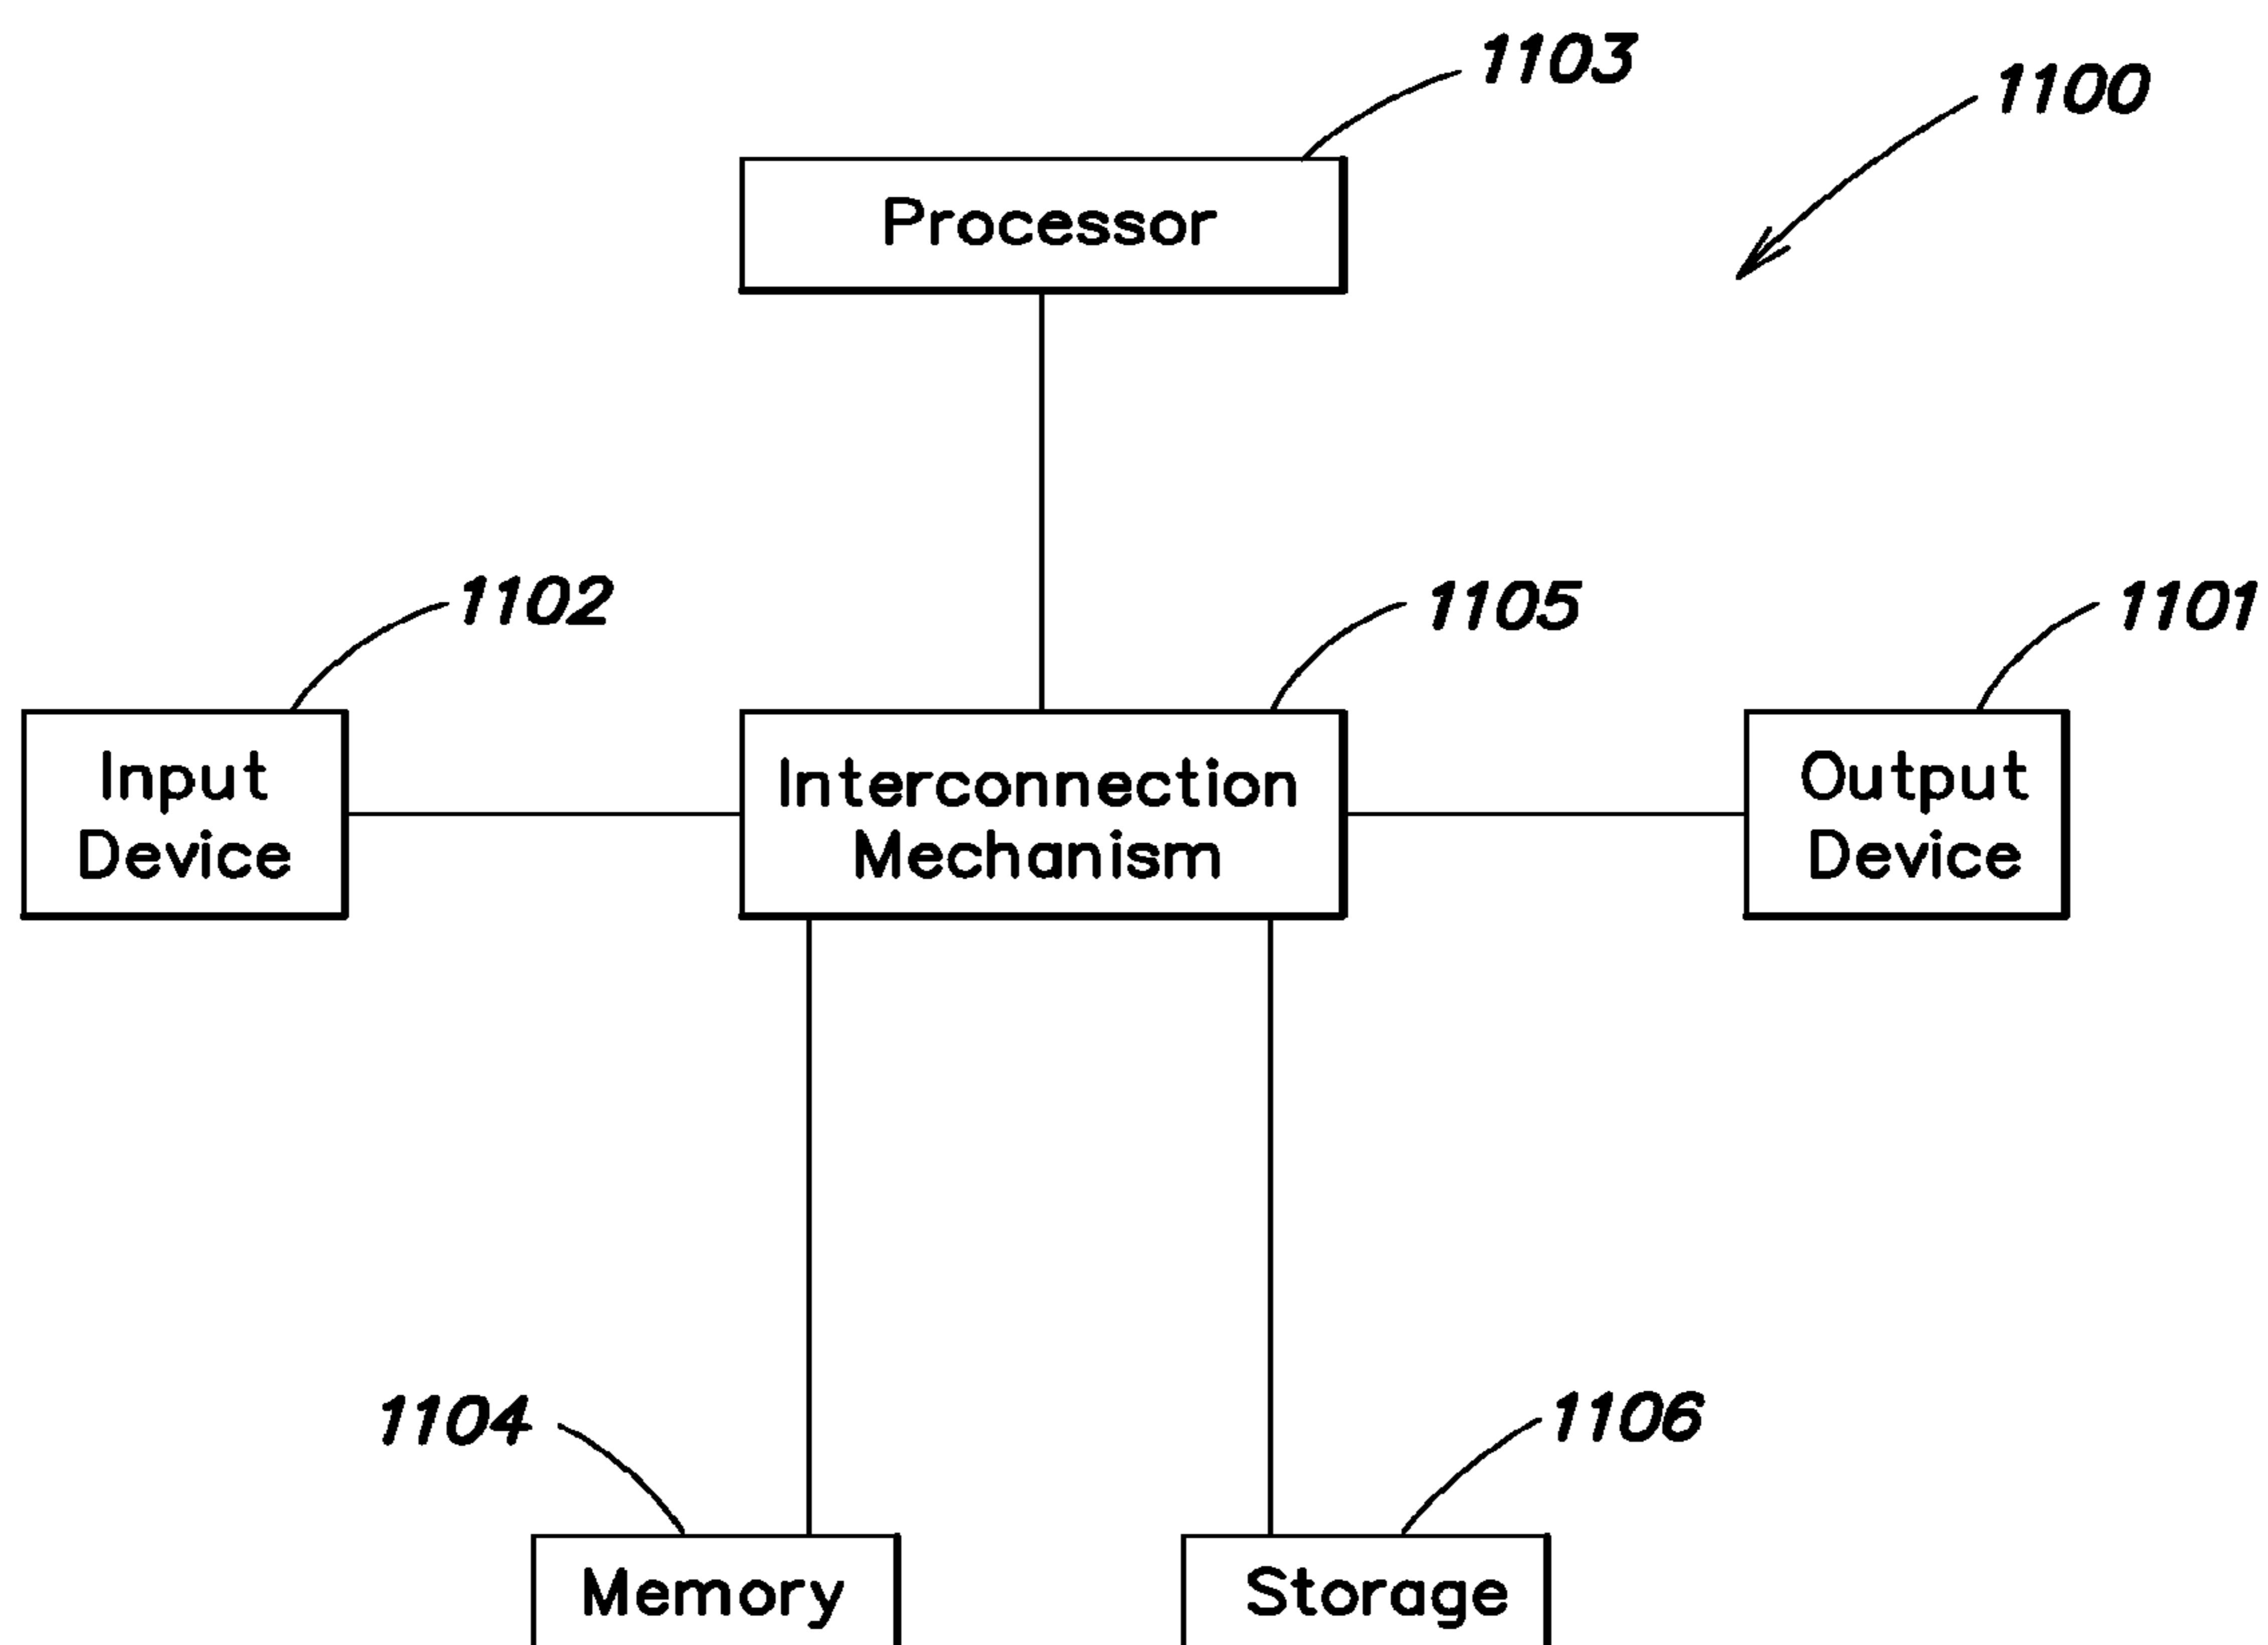 1103
1100
Processor
1102
1105
1101
Input
Device
Interconnection
Mechanism
Output
Device
1104
1106
Memory
Storage